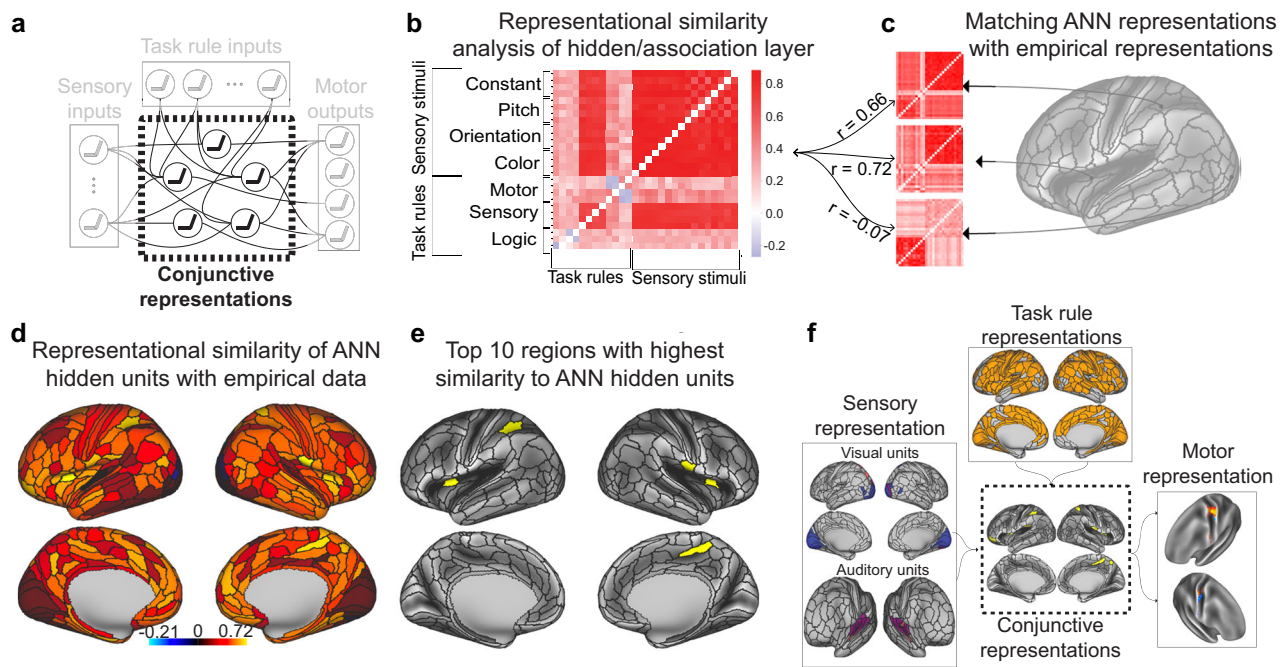 a
Task rule inputs
Sensory
inputs
Motor
outputs
Conjunctive
representations
b
Representational similarity
analysis of hidden/association layer
Sensory stimuli
Task rules
Constant
Pitch
Orientation
Color
Motor
Sensory
Logic
Task rules
Sensory stimuli
0.8
0.6
0.4
0.2
0.0
-0.2
c
Matching ANN representations
with empirical representations
r = 0.66
r = 0.72
r = -0.07
d
Representational similarity of ANN
hidden units with empirical data
-0.21 0 0.72
e
Top 10 regions with highest
similarity to ANN hidden units
f
Task rule
representations
Sensory
representation
Visual units
Auditory units
Motor
representation
Conjunctive
representations